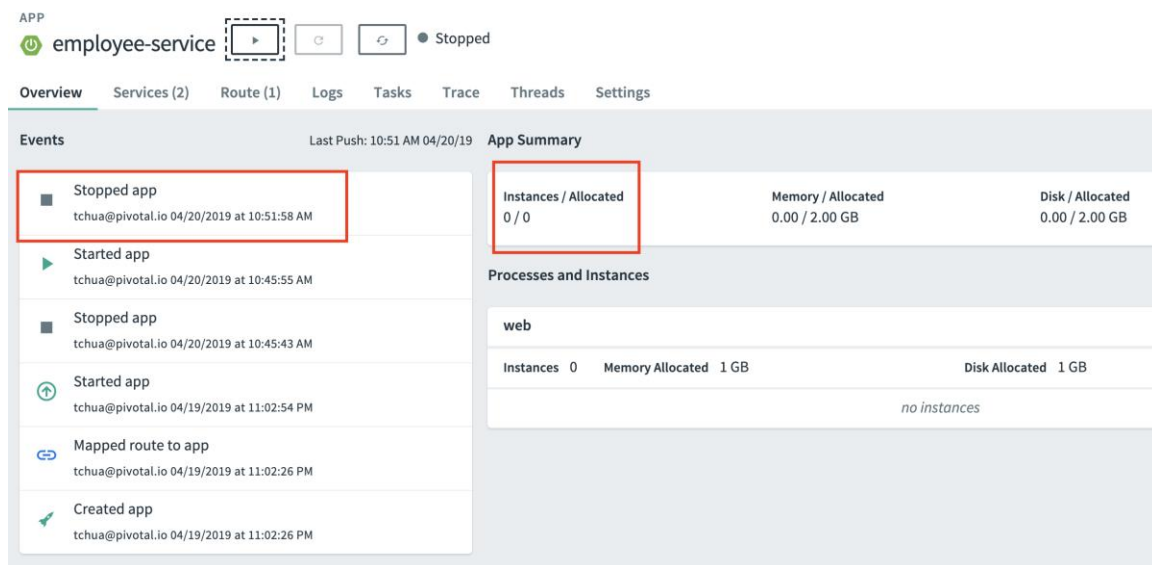 APP
employee-service
Stopped
Overview Services (2) Route (1) Logs Tasks Trace Threads Settings
Events Last Push: 10:51 AM 04/20/19
Stopped app
tchua@pivotal.io 04/20/2019 at 10:51:58 AM
Started app
tchua@pivotal.io 04/20/2019 at 10:45:55 AM
Stopped app
tchua@pivotal.io 04/20/2019 at 10:45:43 AM
Started app
tchua@pivotal.io 04/19/2019 at 11:02:54 PM
Mapped route to app
tchua@pivotal.io 04/19/2019 at 11:02:26 PM
Created app
tchua@pivotal.io 04/19/2019 at 11:02:26 PM
App Summary
Instances / Allocated Memory / Allocated Disk / Allocated
0 / 0 0.00 / 2.00 GB 0.00 / 2.00 GB
Processes and Instances
web
Instances 0 Memory Allocated 1 GB Disk Allocated 1 GB
no instances